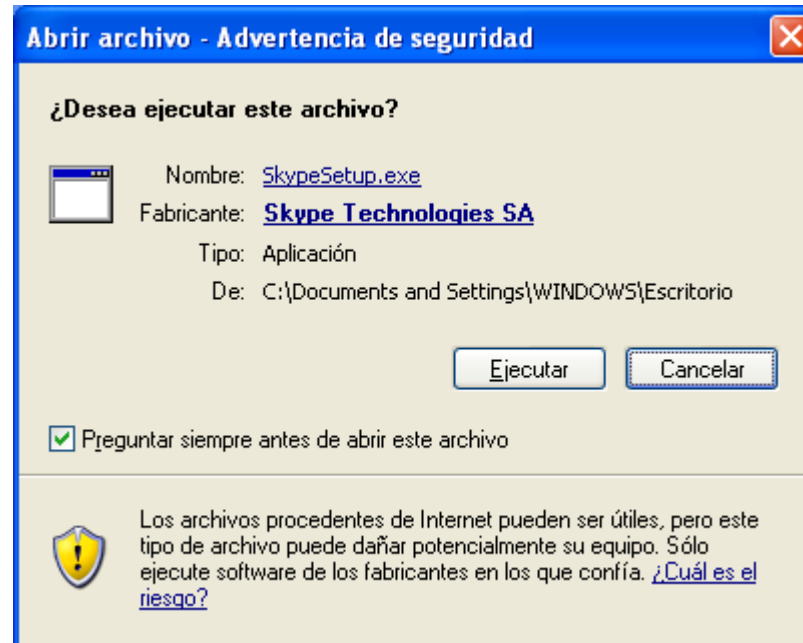 Abrir archivo - Advertencia de seguridad
¿Desea ejecutar este archivo?
Nombre: SkypeSetup.exe
Fabricante: Skype Technologies SA
Tipo: Aplicación
De: C:\Documents and Settings\WINDOWS\Escritorio
Ejecutar Cancelar
Preguntar siempre antes de abrir este archivo
Los archivos procedentes de Internet pueden ser útiles, pero este
tipo de archivo puede dañar potencialmente su equipo. Sólo
ejecute software de los fabricantes en los que confía. ¿Cuál es el
riesgo?